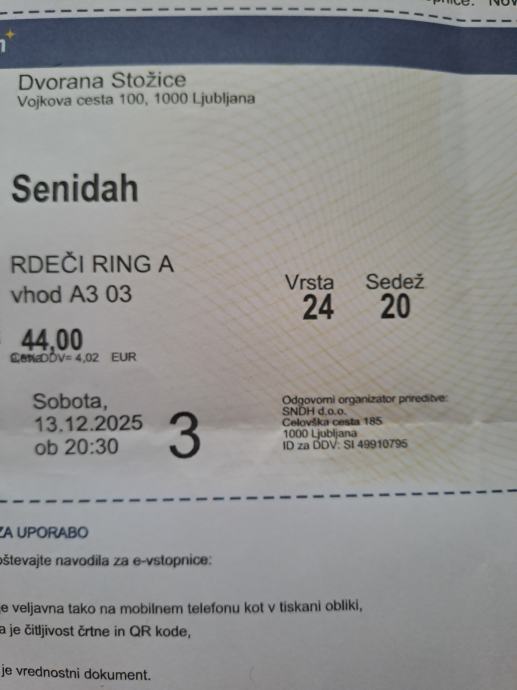 Dvorana Stožice
Vojkova cesta 100, 1000 Ljubljana
Senidah
RDEČI RING A
vhod A3 03
Vrsta Sedež
24 20
44,00
DDV= 4,02 EUR
Sobota,
13.12.2025
ob 20:30
3
Odgovorni organizator prireditve:
SNDH d.o.o.
Celovška cesta 185
1000 Ljubljana
ID za DDV: SI 49910795
ZA UPORABO
oštevajte navodila za e-vstopnice:
e veljavna tako na mobilnem telefonu kot v tiskani obliki,
a je čitljivost črtne in QR kode,
je vrednostni dokument.